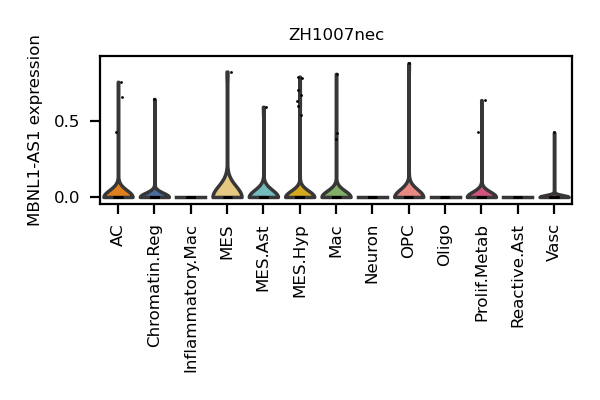 ZH1007nec
MBNL1-AS1 expression
0.5
0.0
AC
Chromatin.Reg
Inflammatory.Mac
MES
MES.Ast
MES.Hyp
Mac
Neuron
OPC
Oligo
Prolif.Metab
Reactive.Ast
Vasc